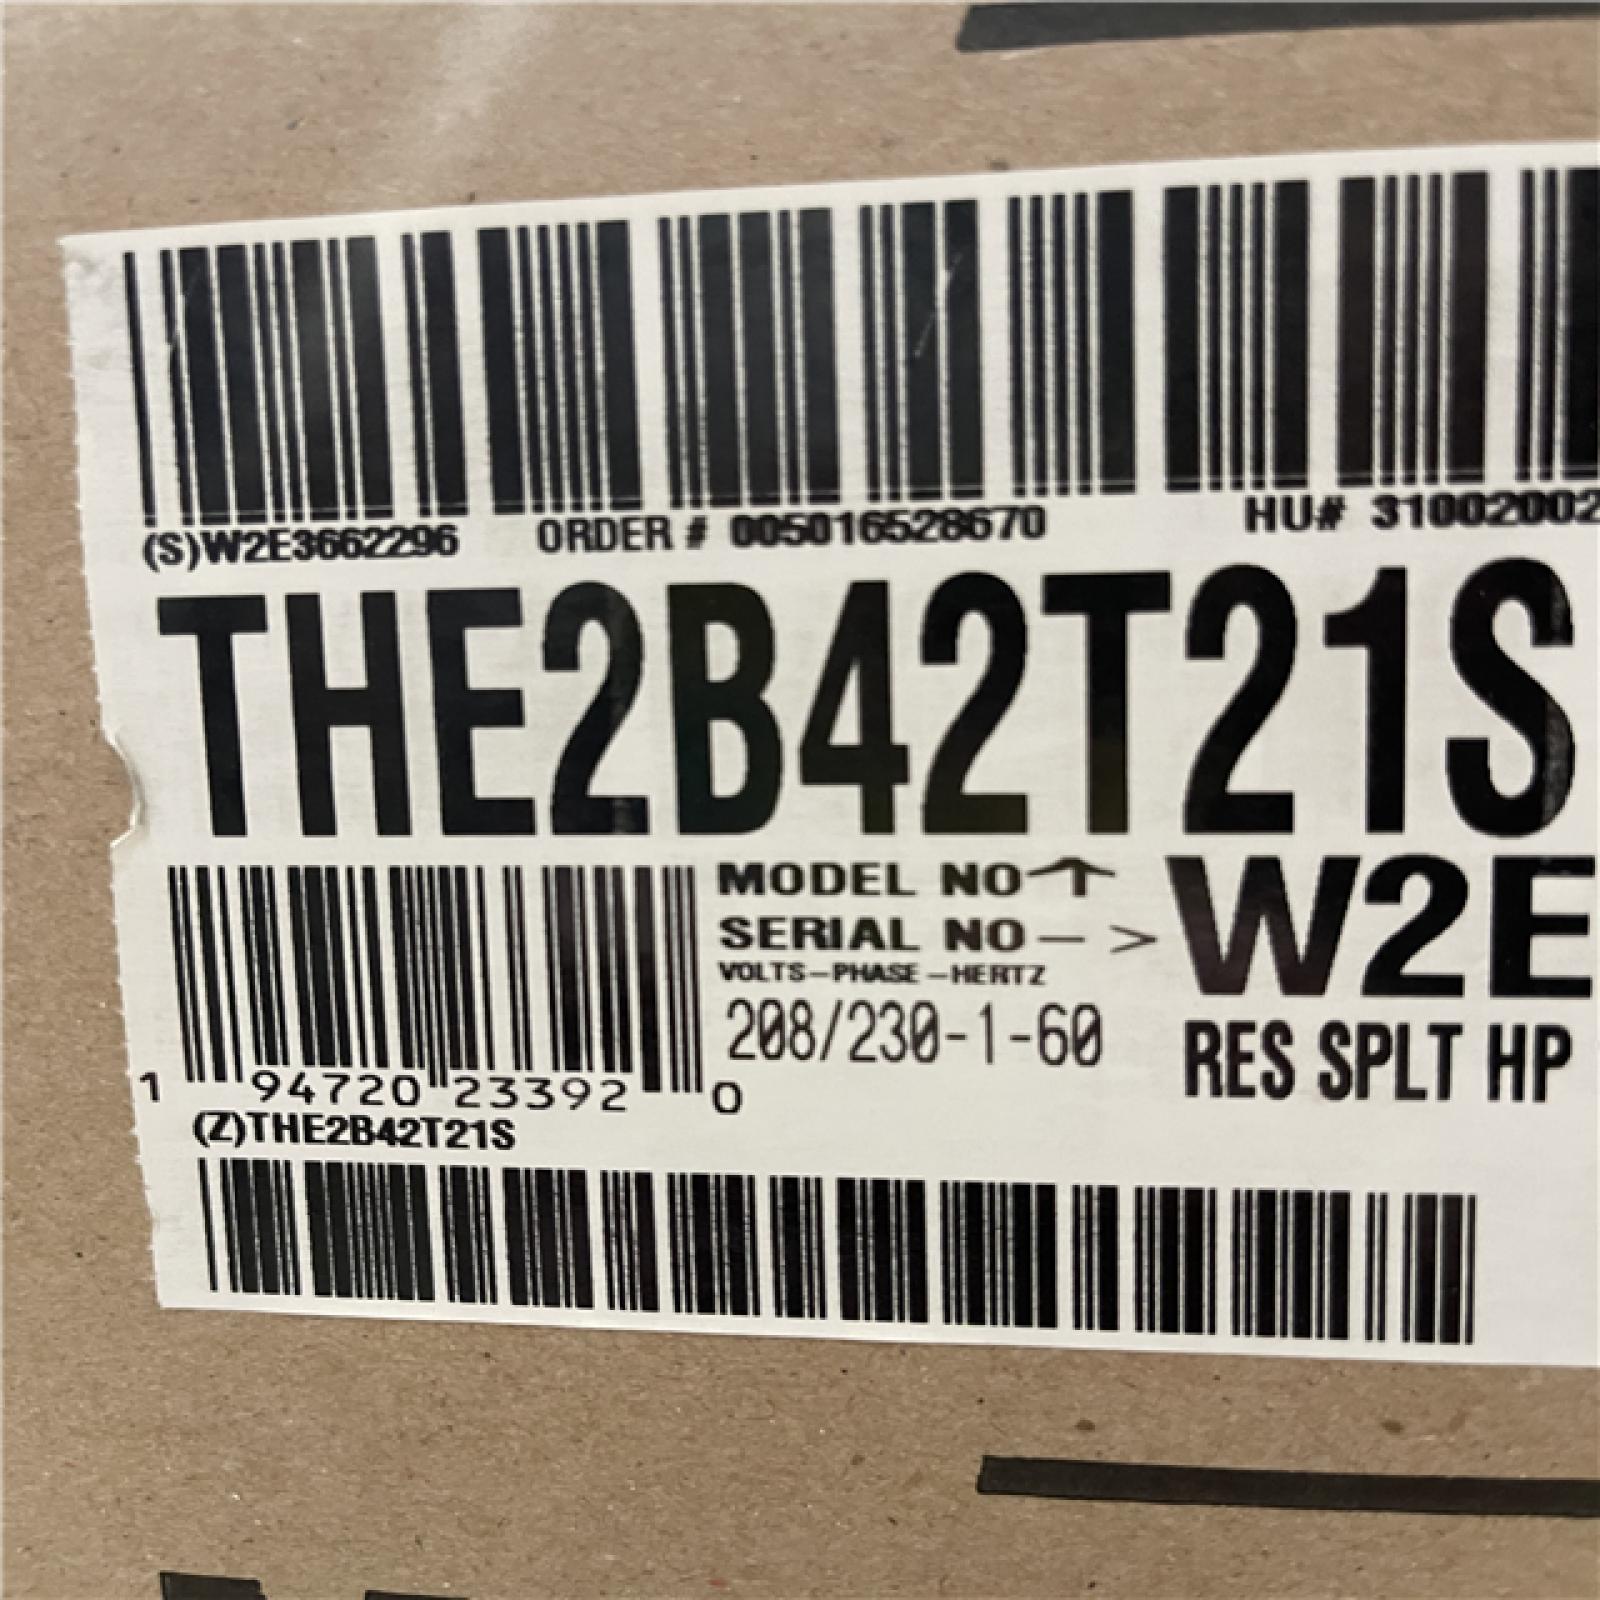 (S)W2E3662296 ORDER # 005016528670 HU# 31002002
THE2B42T21S
MODEL NO↑
SERIAL NO—> W2E
VOLTS-PHASE-HERTZ
208/230-1-60 RES SPLT HP
1 94720 23392 0
(Z)THE2B42T21S